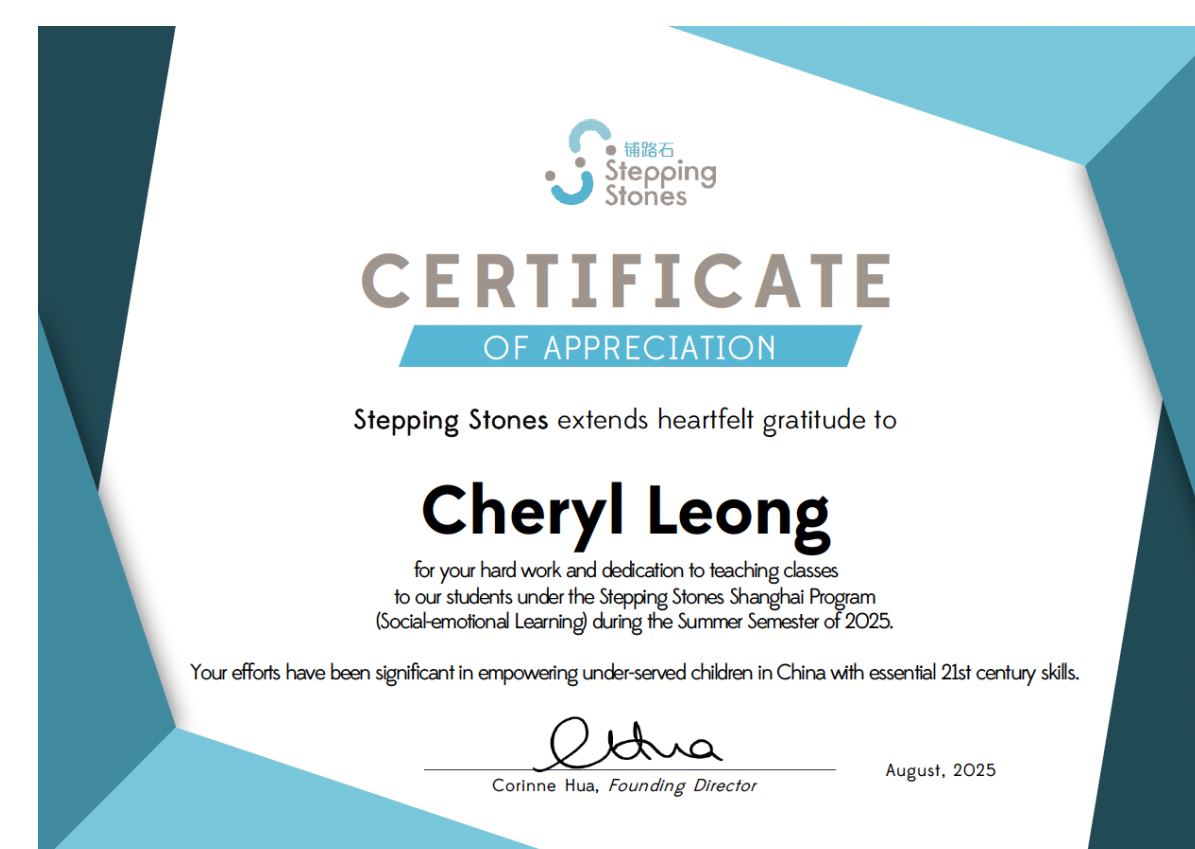 铺路石
Stepping
Stones
CERTIFICATE
OF APPRECIATION
Stepping Stones extends heartfelt gratitude to
Cheryl Leong
for your hard work and dedication to teaching classes
to our students under the Stepping Stones Shanghai Program
(Social-emotional Learning) during the Summer Semester of 2025.
Your efforts have been significant in empowering under-served children in China with essential 21st century skills.
CHua
Corinne Hua, Founding Director
August, 2025